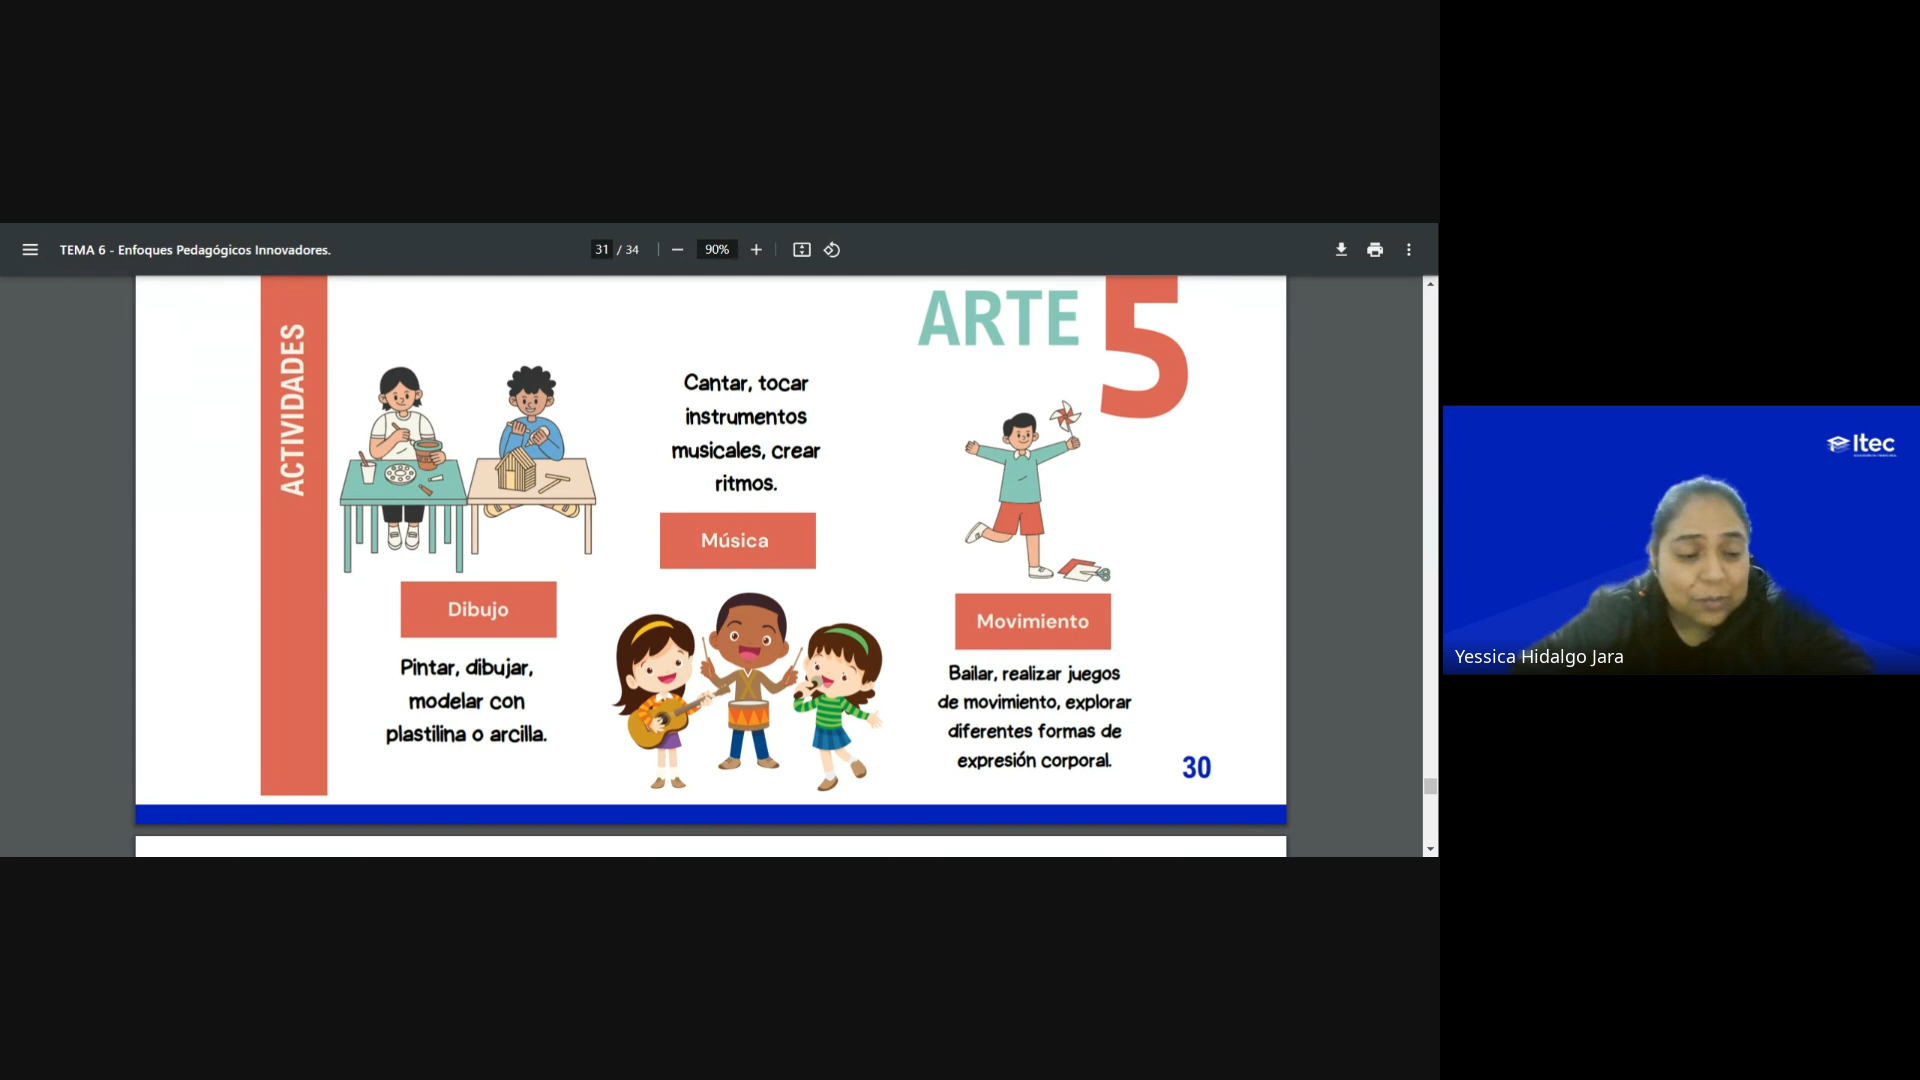 TEMA 6 - Enfoques Pedagógicos Innovadores.
31 / 34
90%
ACTIVIDADES
ARTE 5
Cantar, tocar
instrumentos
musicales, crear
ritmos.
Música
Dibujo
Pintar, dibujar,
modelar con
plastilina o arcilla.
Movimiento
Bailar, realizar juegos
de movimiento, explorar
diferentes formas de
expresión corporal.
30
Itec
Yessica Hidalgo Jara